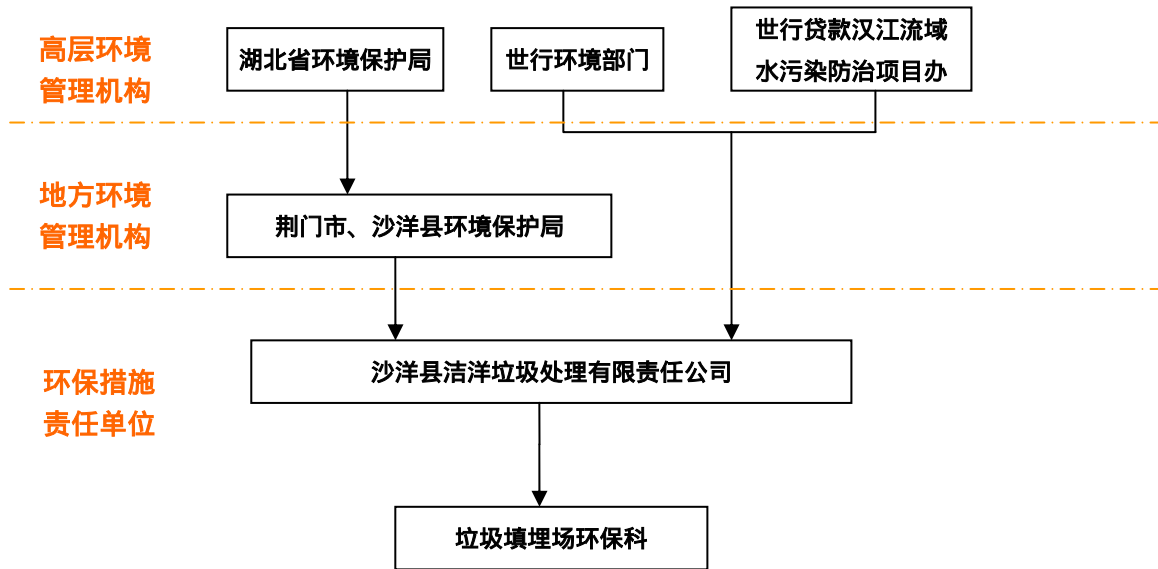 高层环境
管理机构
湖北省环境保护局
世行环境部门
世行贷款汉江流域
水污染防治项目办
地方环境
管理机构
荆门市、沙洋县环境保护局
环保措施
责任单位
沙洋县洁洋垃圾处理有限责任公司
垃圾填埋场环保科